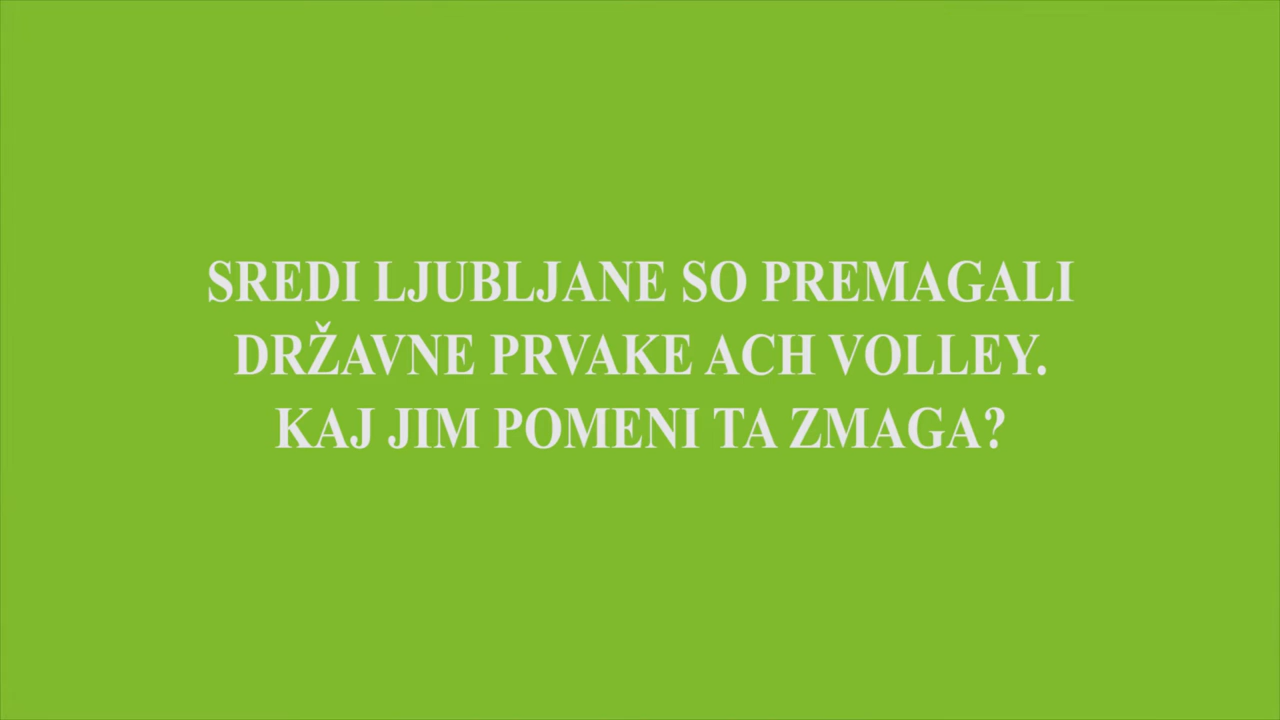 SREDI LJUBLJANE SO PREMAGALI
DRŽAVNE PRVAKE ACH VOLLEY.
KAJ JIM POMENI TA ZMAGA?